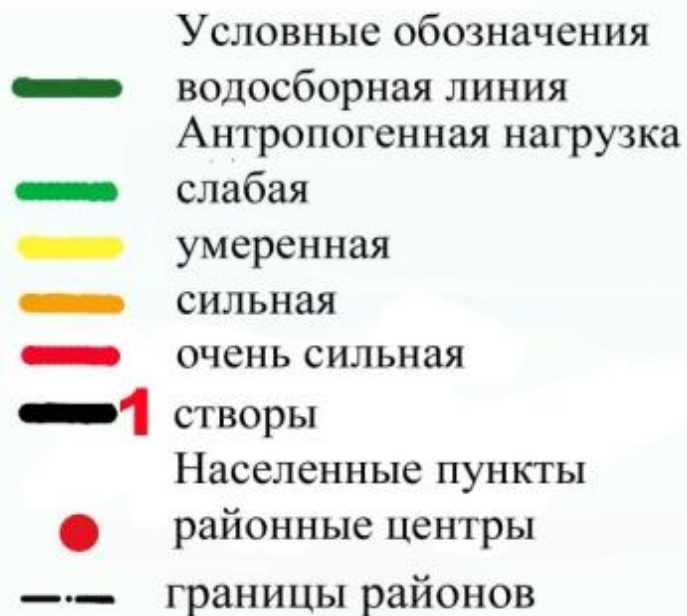 Условные обозначения
водосборная линия
Антропогенная нагрузка
слабая
умеренная
сильная
очень сильная
1 створы
Населенные пункты
районные центры
границы районов